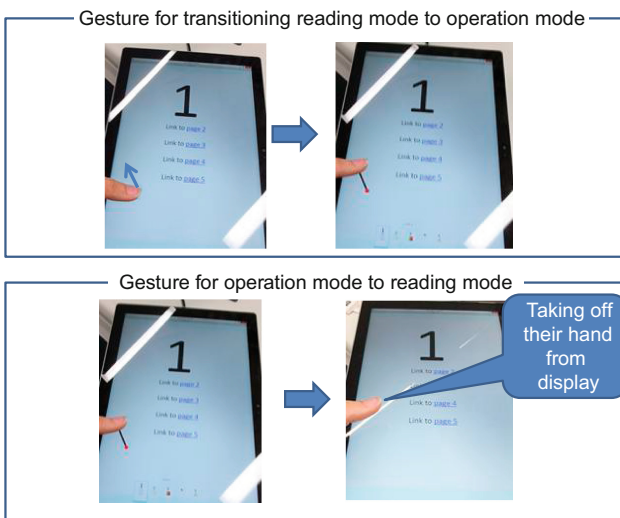 Gesture for transitioning reading mode to operation mode
1
Link to page 2
Link to page 3
Link to page 4
Link to page 5
1
Link to page 2
Link to page 3
Link to page 4
Link to page 5
Gesture for operation mode to reading mode
1
Link to page 2
Link to page 3
Link to page 4
Link to page 5
Taking off
their hand
from
display
1
Link to page
Link to page 4
Link to page 5